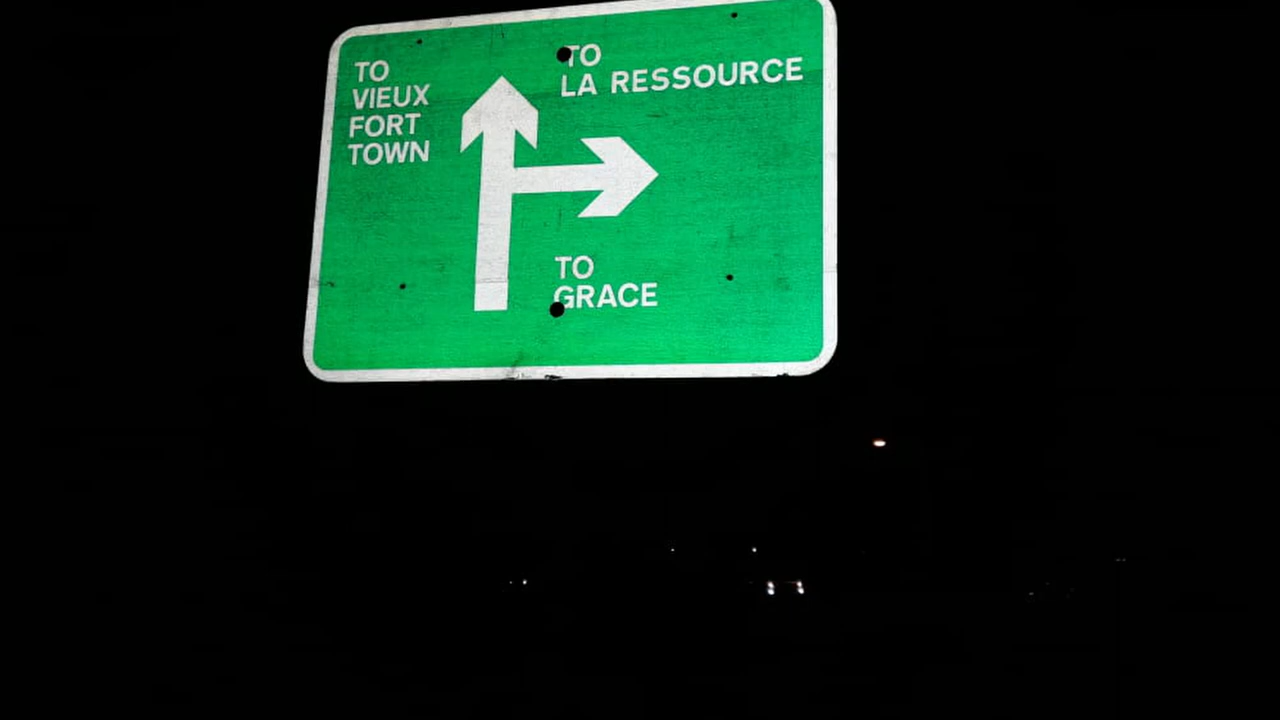 TO
VIEUX
FORT
TOWN
TO
LA RESSOURCE
TO
GRACE